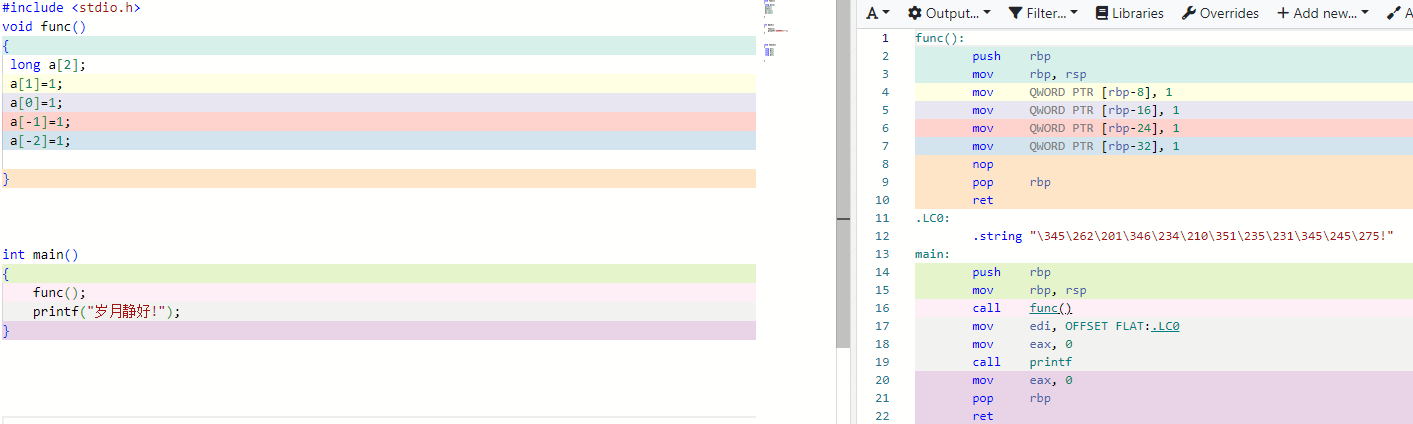 #include <stdio.h>
void func()
{
 long a[2];
 a[1]=1;
 a[0]=1;
 a[-1]=1;
 a[-2]=1;
}
int main()
{
    func();
    printf("岁月静好!");
}
A Output... Filter... Libraries Overrides + Add new... A
1 func():
2 push rbp
3 mov rbp, rsp
4 mov QWORD PTR [rbp-8], 1
5 mov QWORD PTR [rbp-16], 1
6 mov QWORD PTR [rbp-24], 1
7 mov QWORD PTR [rbp-32], 1
8 nop
9 pop rbp
10 ret
11 .LC0:
12 .string "\345\262\201\346\234\210\351\235\231\345\245\275!"
13 main:
14 push rbp
15 mov rbp, rsp
16 call func()
17 mov edi, OFFSET FLAT:.LC0
18 mov eax, 0
19 call printf
20 mov eax, 0
21 pop rbp
22 ret